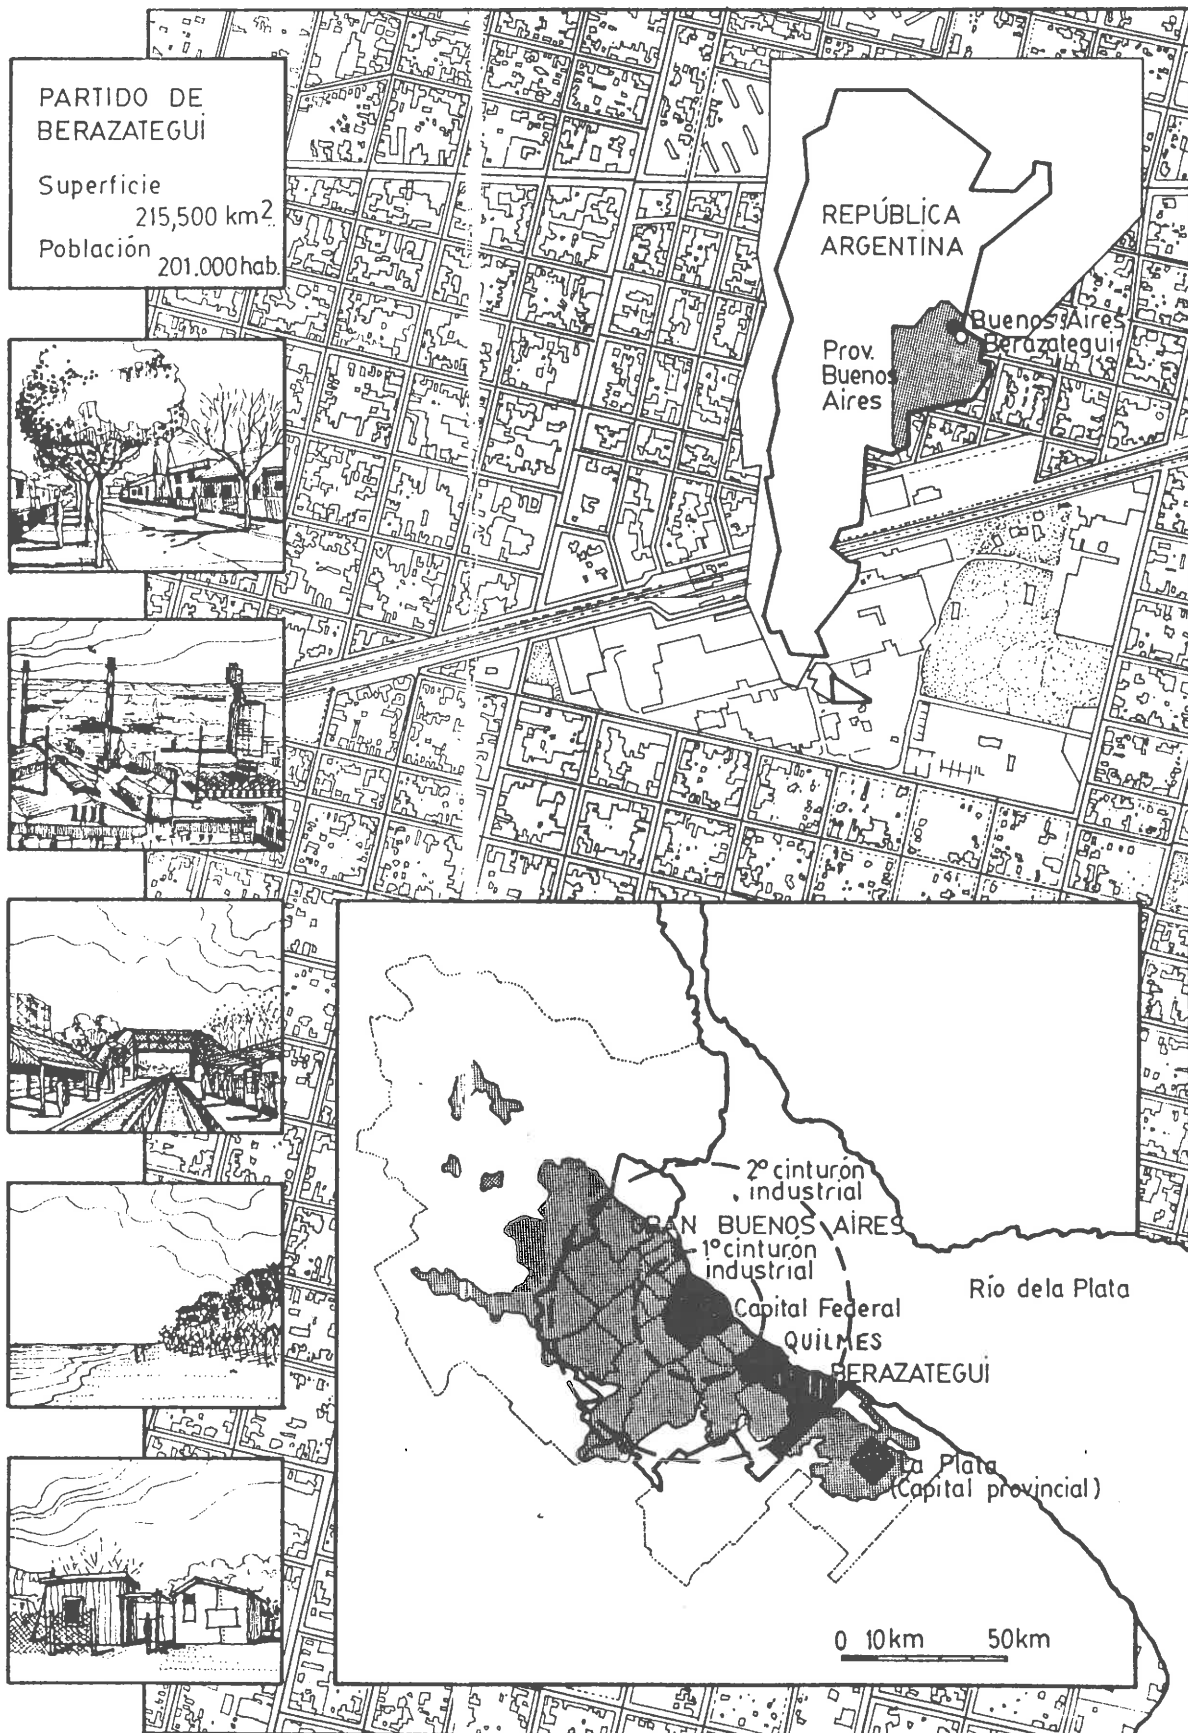 PARTIDO DE
BERAZATEGUI
Superficie
215,500 km²
Población
201.000 hab.
REPÚBLICA
ARGENTINA
Buenos Aires
Berazategui
Prov.
Buenos
Aires
2º cinturón
industrial
GRAN BUENOS AIRES
1º cinturón
industrial
Capital Federal
QUILMES
BERAZATEGUI
Río de la Plata
La Plata
(Capital provincial)
0 10km 50km